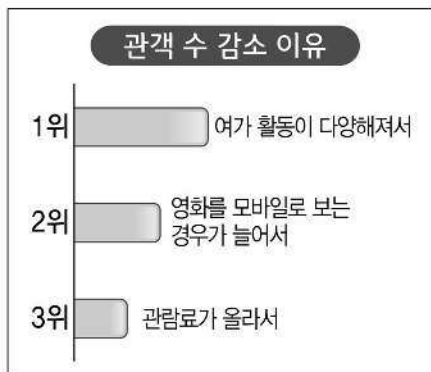 관객 수 감소 이유
1위 여가 활동이 다양해져서
2위 영화를 모바일로 보는
경우가 늘어서
3위 관람료가 올라서